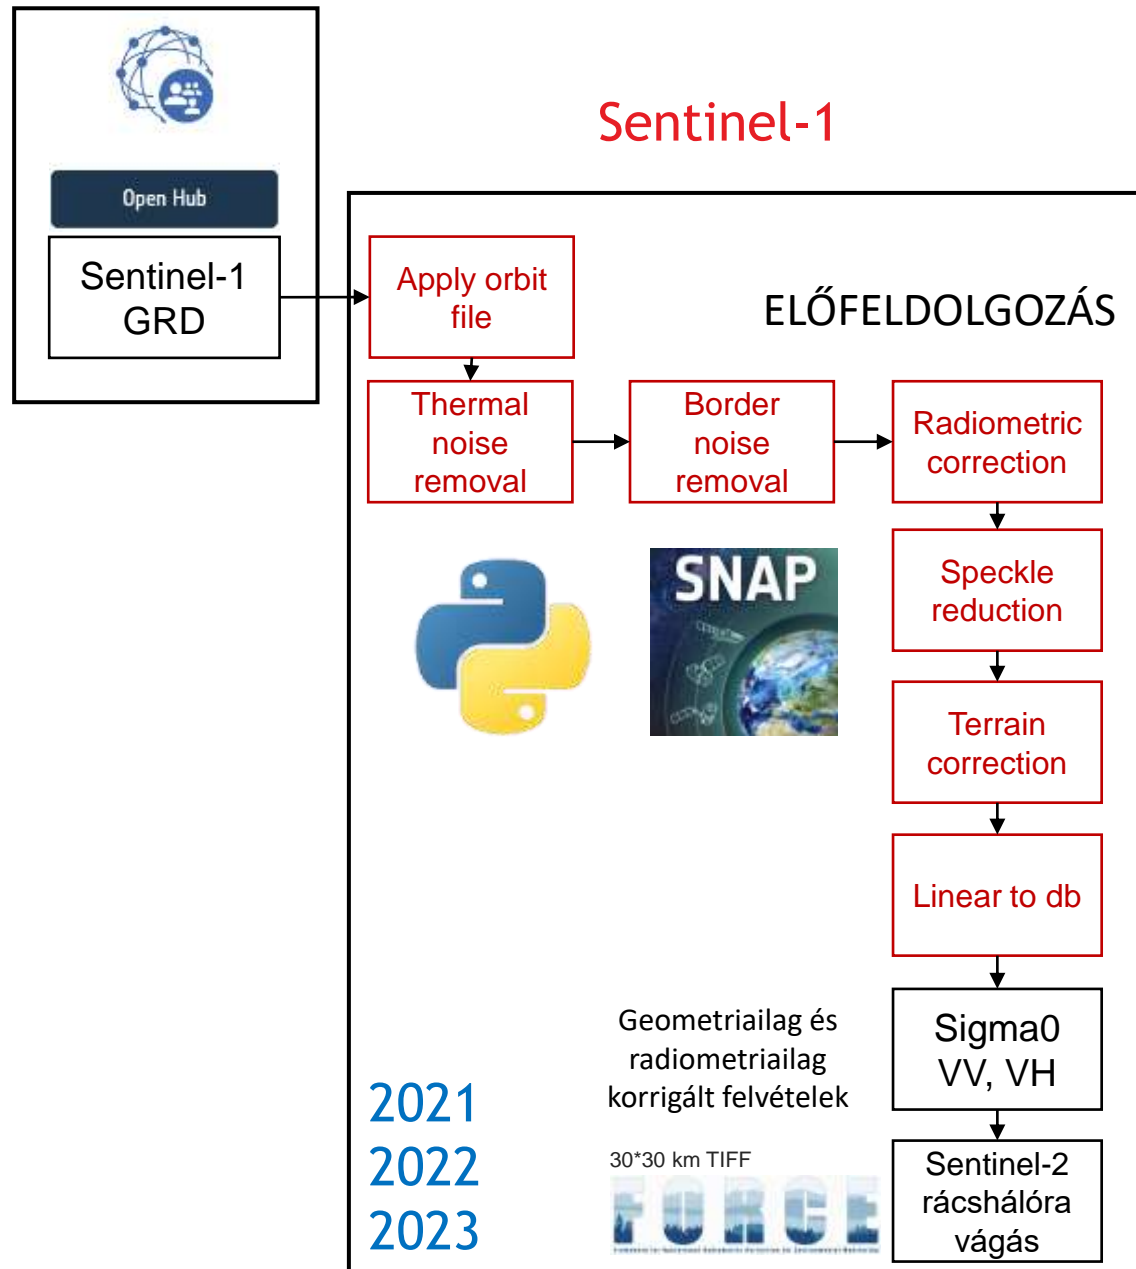 Sentinel-1
Open Hub
Sentinel-1
GRD
Apply orbit
file
ELŐFELDOLGOZÁS
Thermal
noise
removal
Border
noise
removal
Radiometric
correction
SNAP
Speckle
reduction
Terrain
correction
Linear to db
Geometriailag és
radiometriailag
korrigált felvételek
Sigma0
VV, VH
2021
2022
2023
30*30 km TIFF
FORCE
Sentinel-2
rácshálóra
vágás